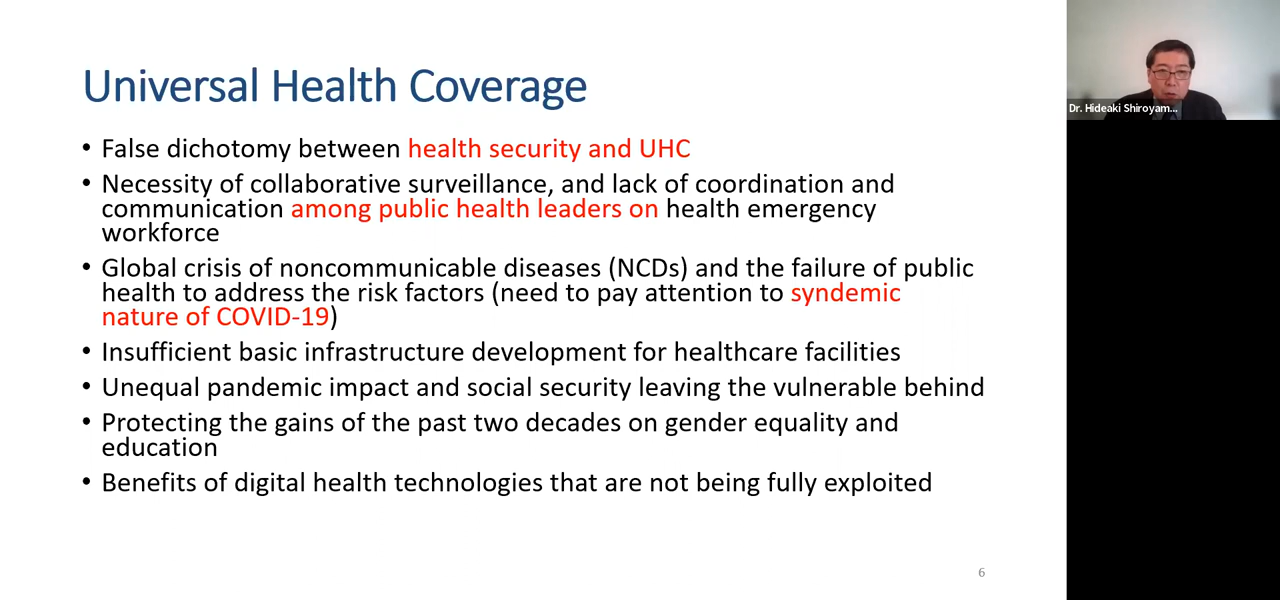 Universal Health Coverage
• False dichotomy between health security and UHC
• Necessity of collaborative surveillance, and lack of coordination and
communication among public health leaders on health emergency
workforce
• Global crisis of noncommunicable diseases (NCDs) and the failure of public
health to address the risk factors (need to pay attention to syndemic
nature of COVID-19)
• Insufficient basic infrastructure development for healthcare facilities
• Unequal pandemic impact and social security leaving the vulnerable behind
• Protecting the gains of the past two decades on gender equality and
education
• Benefits of digital health technologies that are not being fully exploited
6
Dr. Hideaki Shiroyam...